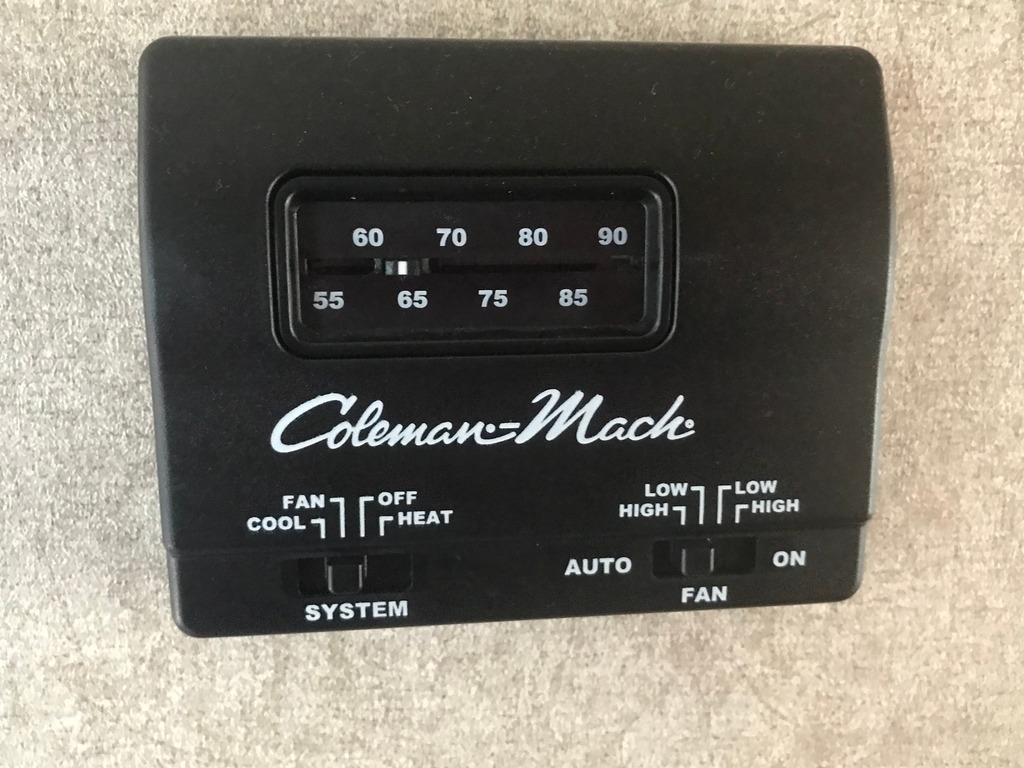 60 70 80 90
55 65 75 85
Coleman-Mach
FAN OFF
COOL HEAT
SYSTEM
LOW LOW
HIGH HIGH
AUTO ON
FAN